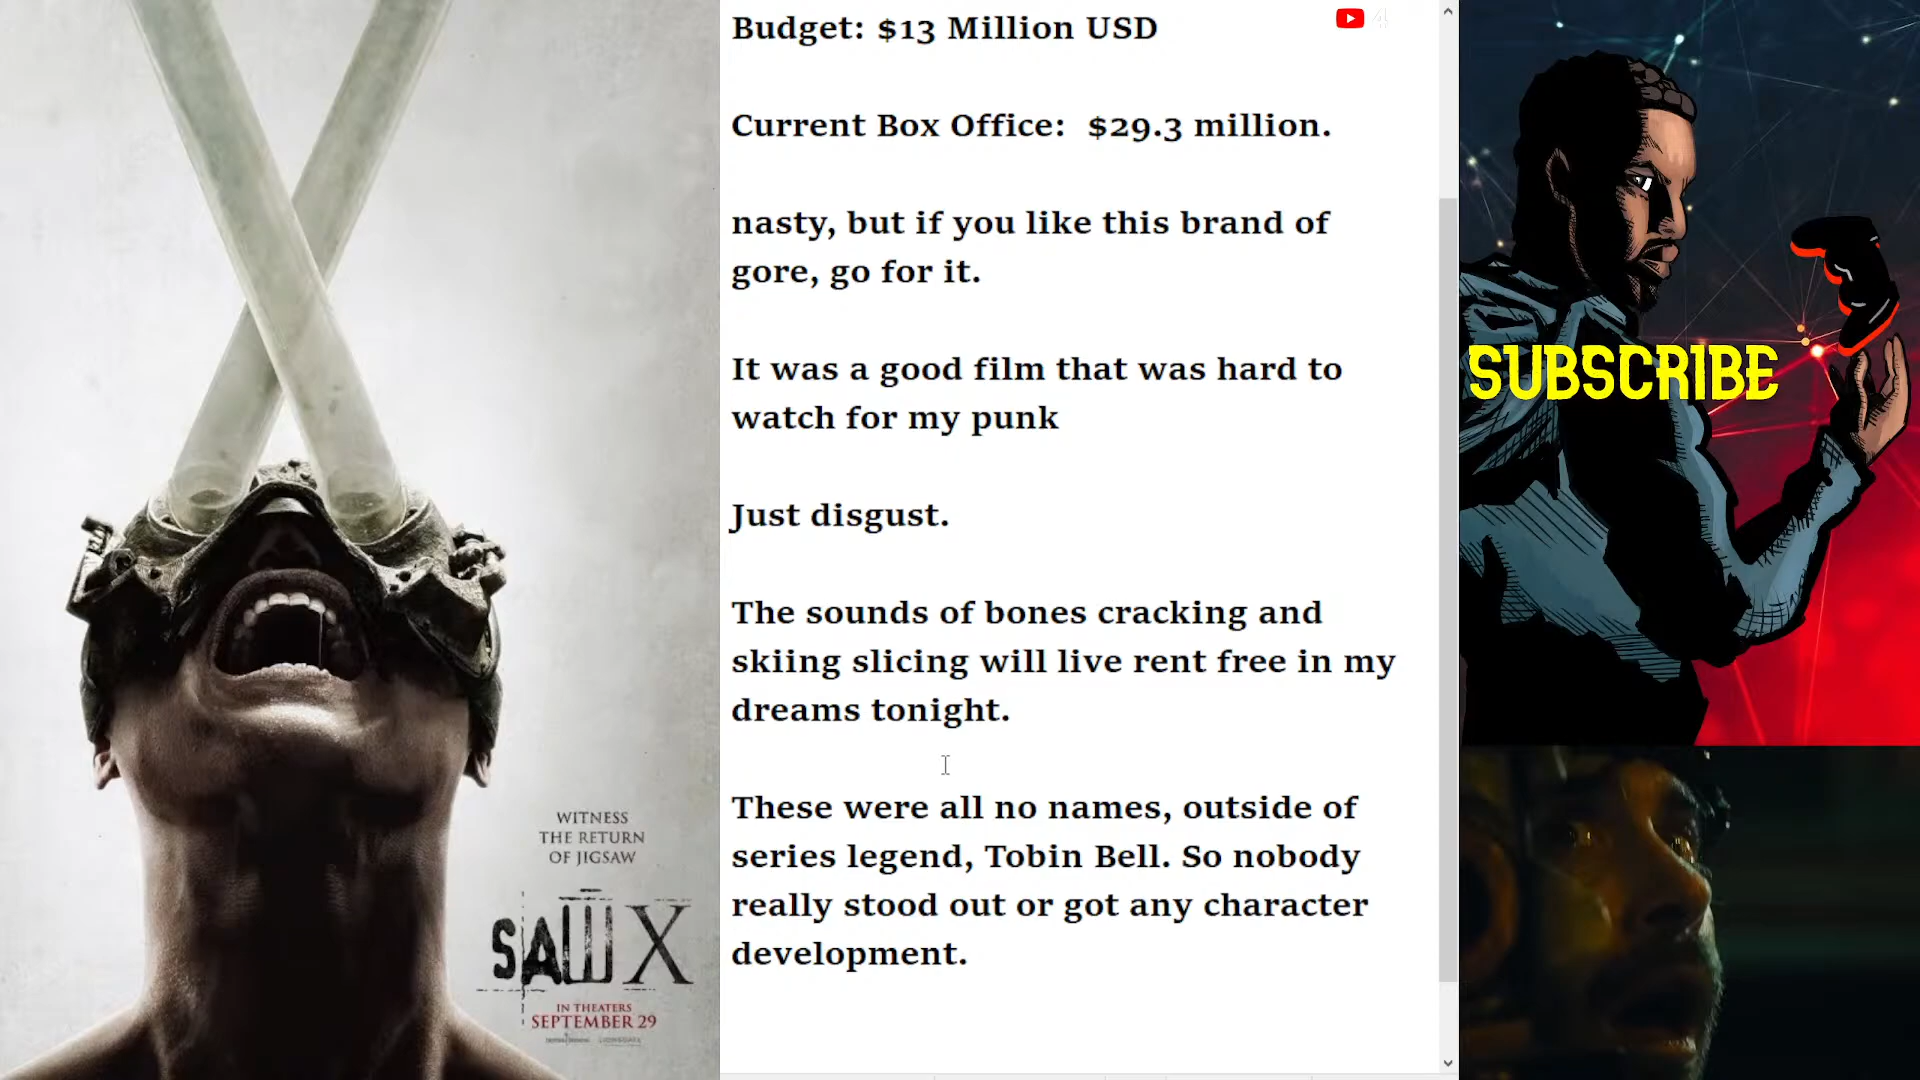 WITNESS
THE RETURN
OF JIGSAW
SAW X
IN THEATERS
SEPTEMBER 29
Budget: $13 Million USD
4
Current Box Office:  $29.3 million.
nasty, but if you like this brand of
gore, go for it.
It was a good film that was hard to
watch for my punk
Just disgust.
The sounds of bones cracking and
skiing slicing will live rent free in my
dreams tonight.
These were all no names, outside of
series legend, Tobin Bell. So nobody
really stood out or got any character
development.
SUBSCRIBE